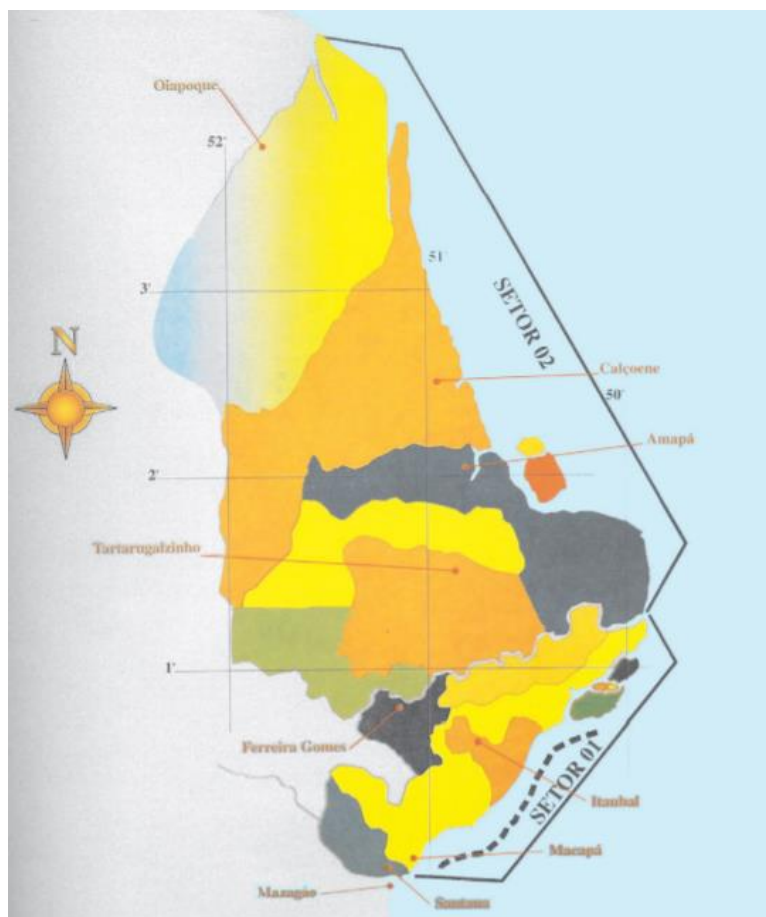 Oiapoque
52°
51°
3°
SETOR 02
N
Calçoene
50°
Amapá
2°
Tartarugalzinho
1°
Ferreira Gomes
SETOR 01
Itaubal
Macapá
Mazagão
Santana